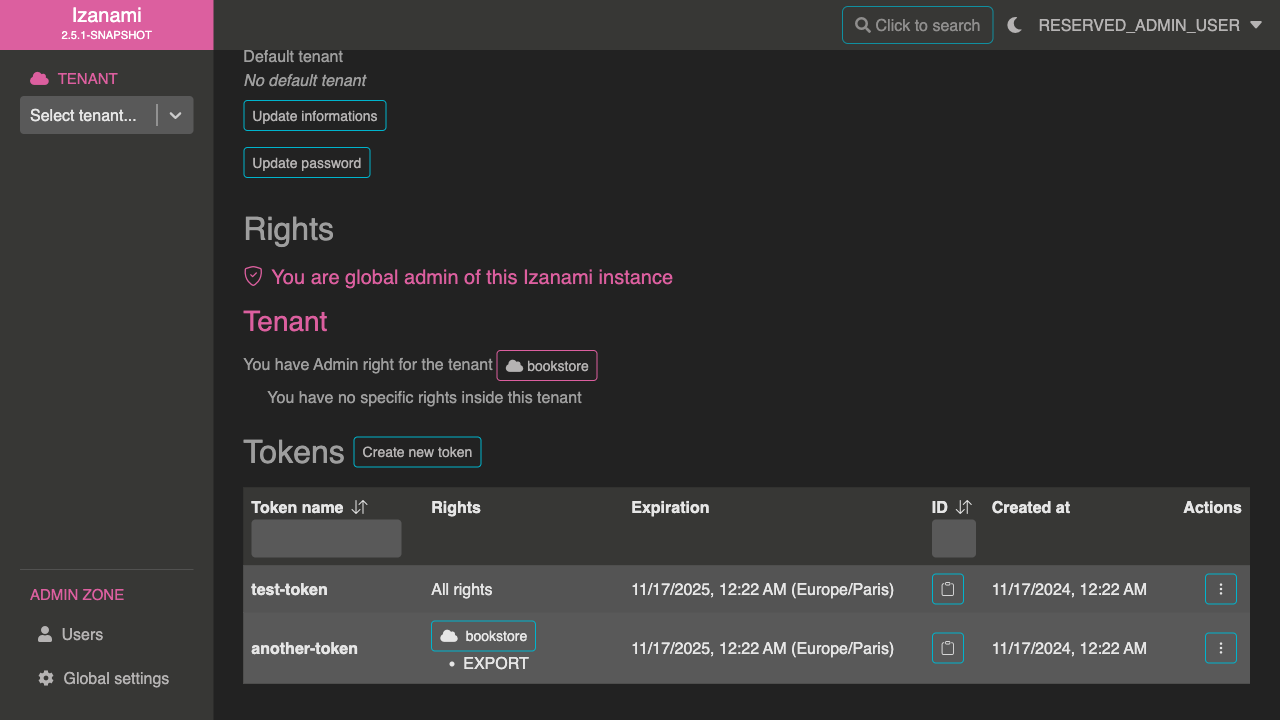 Izanami
2.5.1-SNAPSHOT
Click to search
RESERVED_ADMIN_USER
TENANT
Select tenant...
Default tenant
No default tenant
Update informations
Update password
Rights
You are global admin of this Izanami instance
Tenant
You have Admin right for the tenant bookstore
You have no specific rights inside this tenant
Tokens Create new token
Token name Rights Expiration ID Created at Actions
test-token All rights 11/17/2025, 12:22 AM (Europe/Paris) 11/17/2024, 12:22 AM
another-token bookstore 11/17/2025, 12:22 AM (Europe/Paris) 11/17/2024, 12:22 AM
• EXPORT
ADMIN ZONE
Users
Global settings